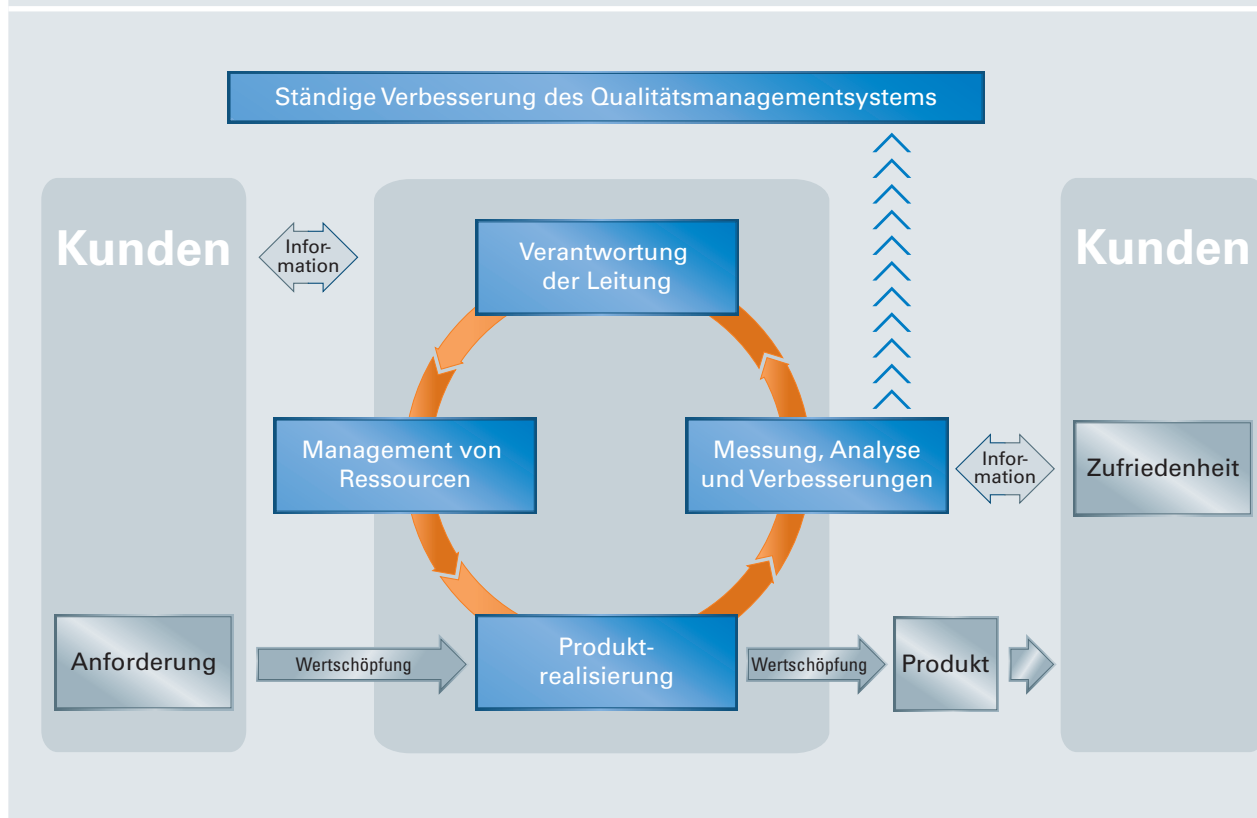 Ständige Verbesserung des Qualitätsmanagementsystems
Kunden
Infor-
mation
Verantwortung
der Leitung
Kunden
Management von
Ressourcen
Messung, Analyse
und Verbesserungen
Infor-
mation
Zufriedenheit
Anforderung
Wertschöpfung
Produkt-
realisierung
Wertschöpfung
Produkt